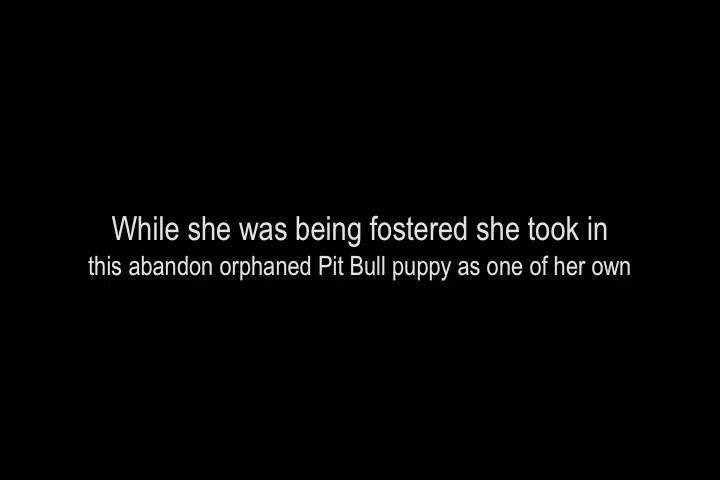 While she was being fostered she took in
this abandon orphaned Pit Bull puppy as one of her own